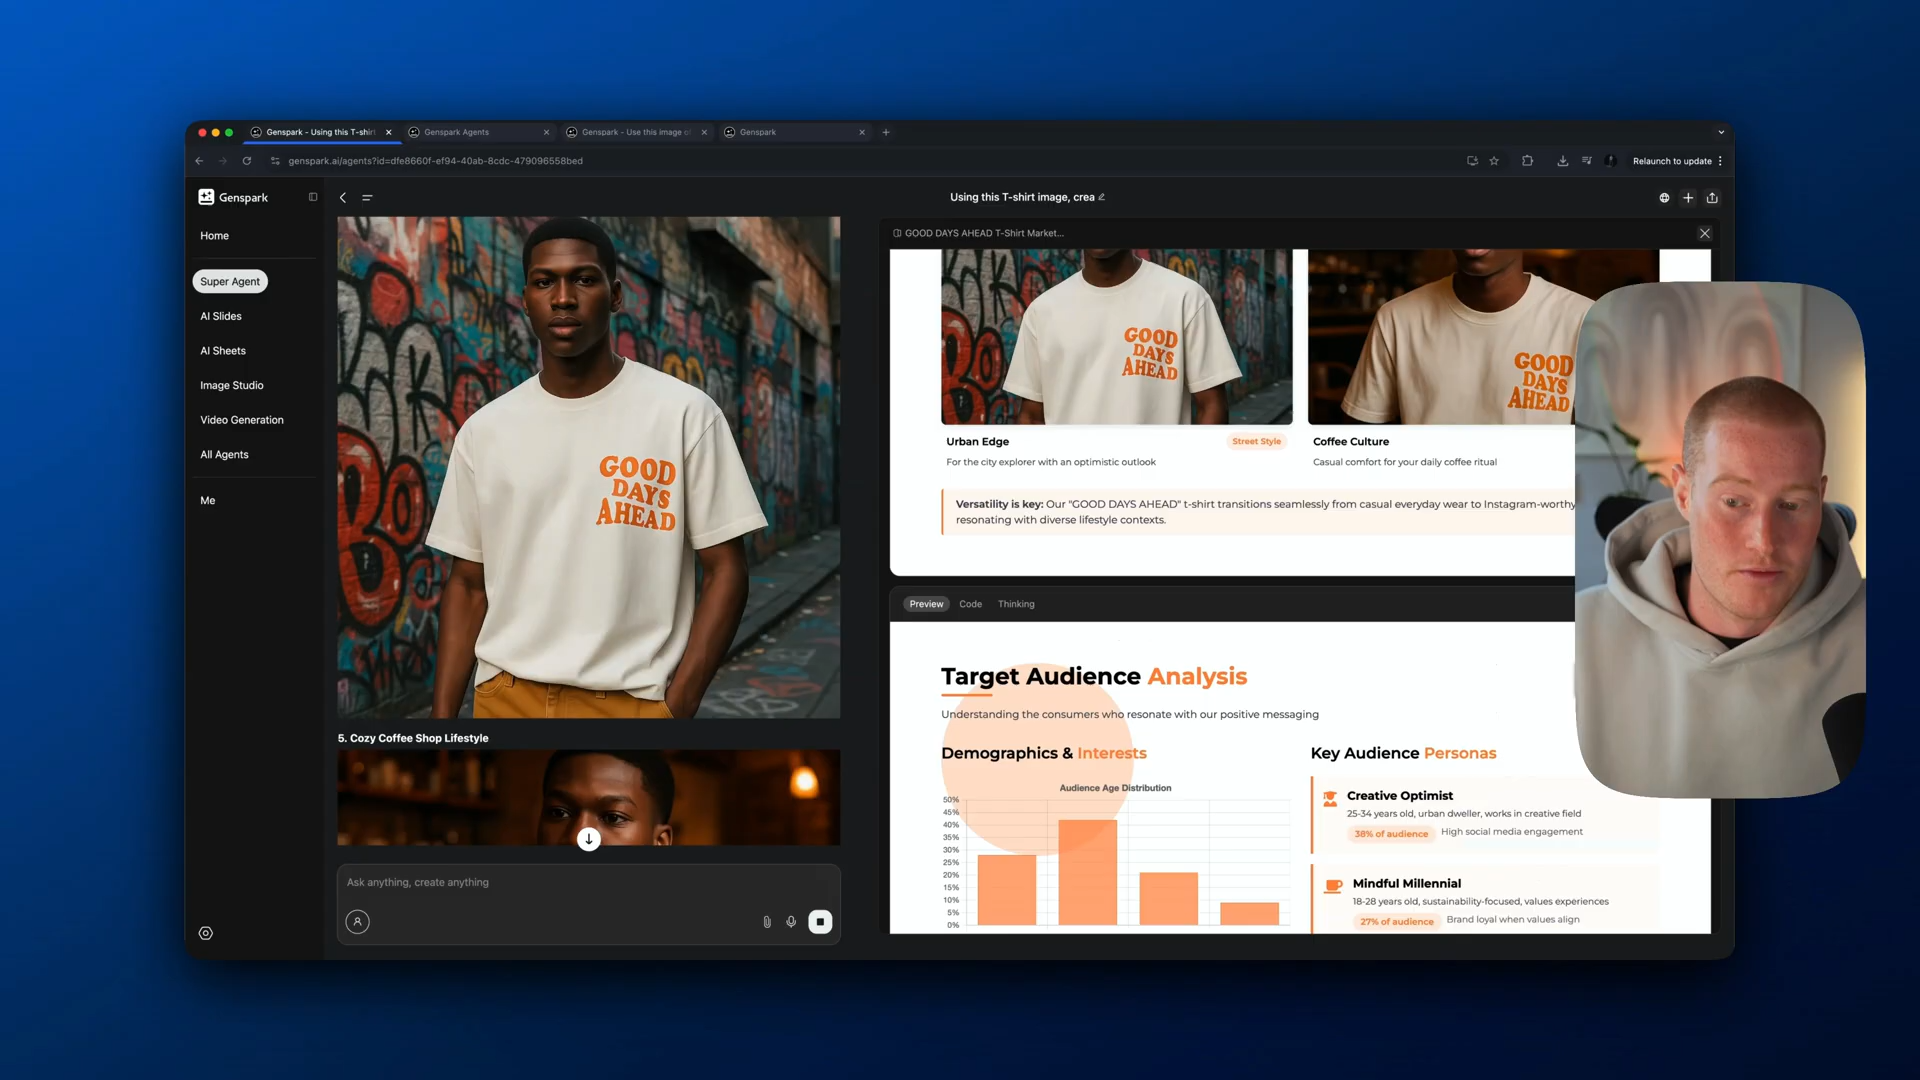 Genspark - Using this T-shirt
Genspark Agents
Genspark - Use this image of
Genspark
genspark.ai/agents?id=dfe8660f-ef94-40ab-8cdc-479096558bed
Relaunch to update
Genspark
Home
Super Agent
AI Slides
AI Sheets
Image Studio
Video Generation
All Agents
Me
Using this T-shirt image, crea
GOOD
DAYS
AHEAD
5. Cozy Coffee Shop Lifestyle
Ask anything, create anything
GOOD DAYS AHEAD T-Shirt Market...
GOOD
DAYS
AHEAD
GOOD
DAYS
AHEAD
Urban Edge
Street Style
For the city explorer with an optimistic outlook
Coffee Culture
Casual comfort for your daily coffee ritual
Versatility is key: Our "GOOD DAYS AHEAD" t-shirt transitions seamlessly from casual everyday wear to Instagram-worthy
resonating with diverse lifestyle contexts.
Preview
Code
Thinking
Target Audience Analysis
Understanding the consumers who resonate with our positive messaging
Demographics & Interests
Audience Age Distribution
50%
45%
40%
35%
30%
25%
20%
15%
10%
5%
0%
Key Audience Personas
Creative Optimist
25-34 years old, urban dweller, works in creative field
38% of audience
High social media engagement
Mindful Millennial
18-28 years old, sustainability-focused, values experiences
27% of audience
Brand loyal when values align